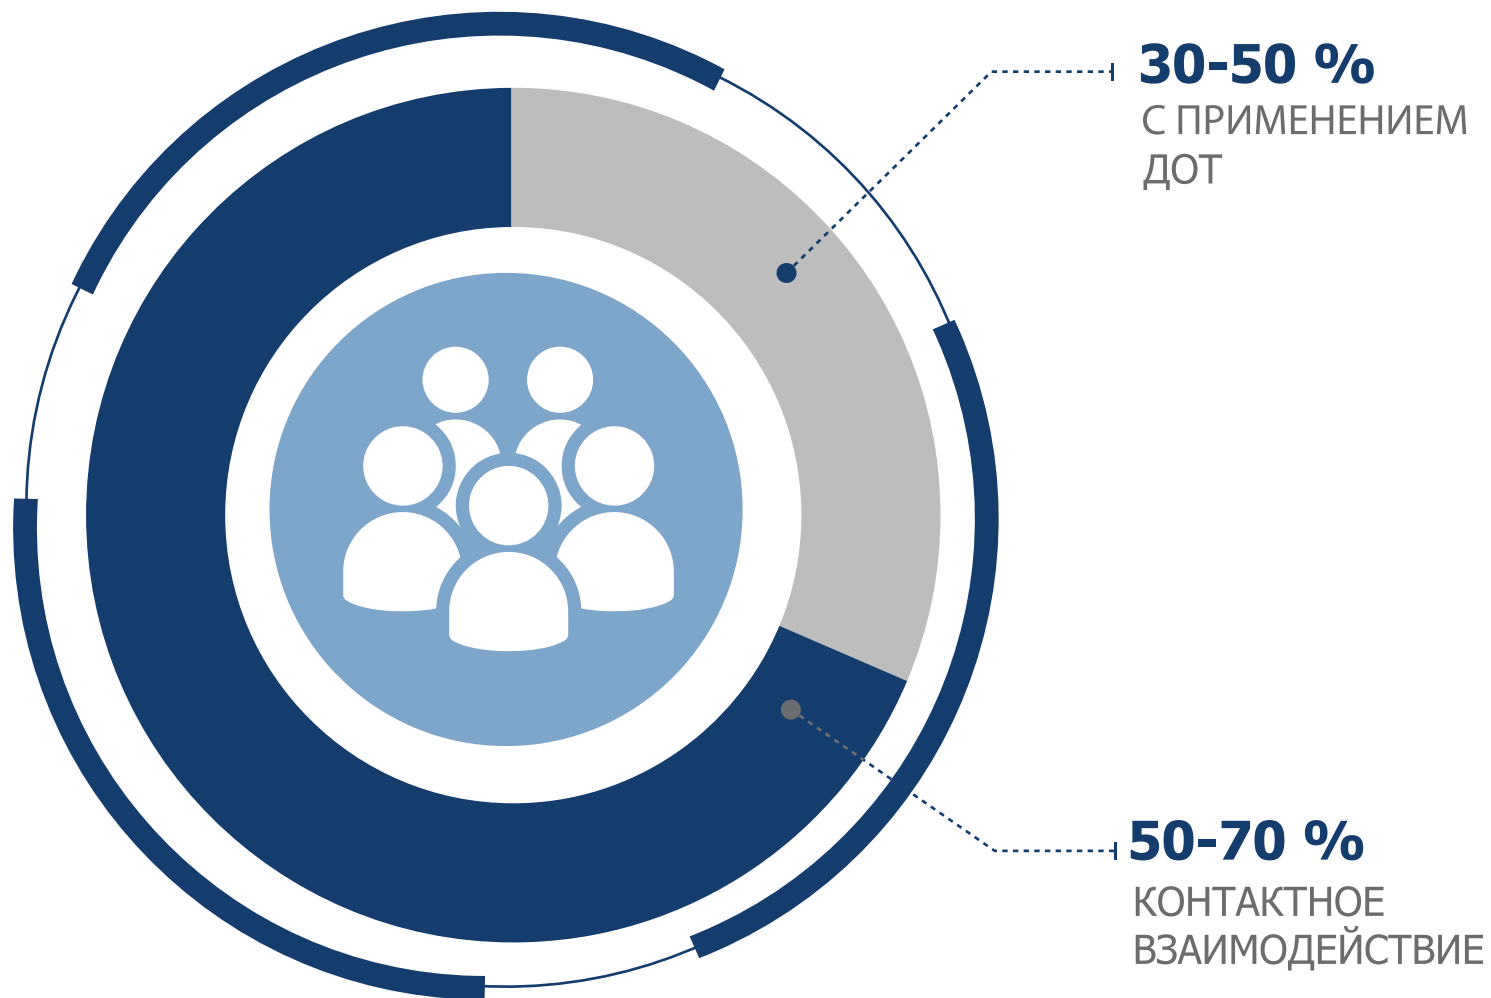 30-50 %
С ПРИМЕНЕНИЕМ
ДОТ
50-70 %
КОНТАКТНОЕ
ВЗАИМОДЕЙСТВИЕ